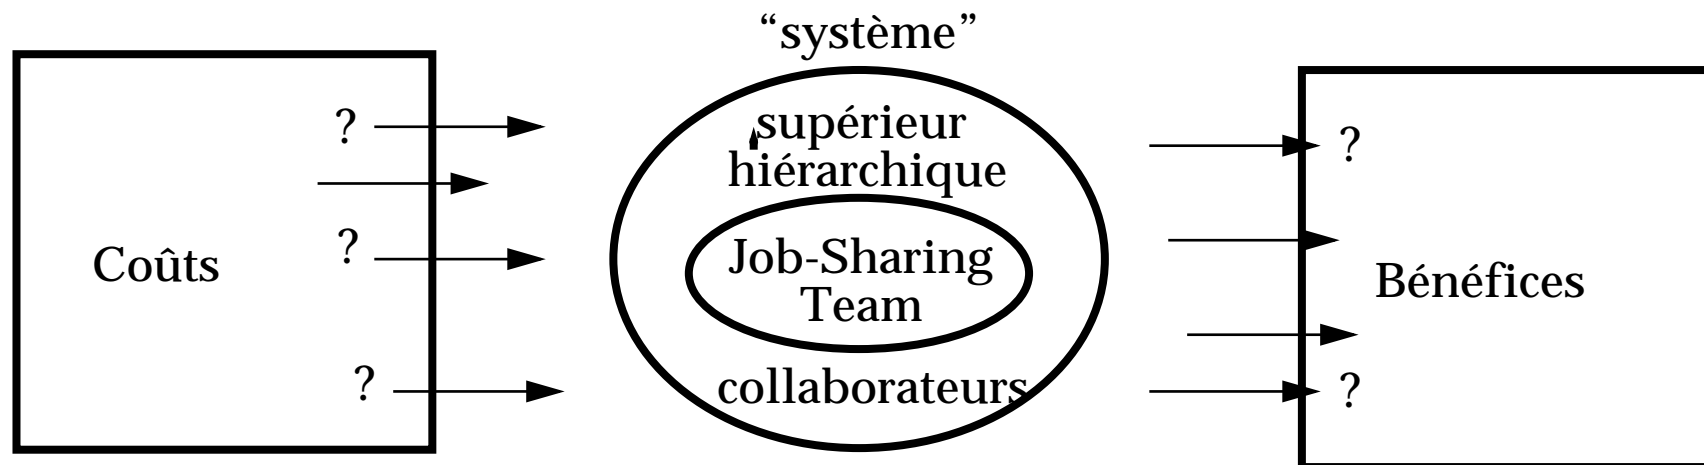 “système”
?
?
?
Coûts
supérieur
hiérarchique
Job-Sharing
Team
collaborateurs
?
Bénéfices
?